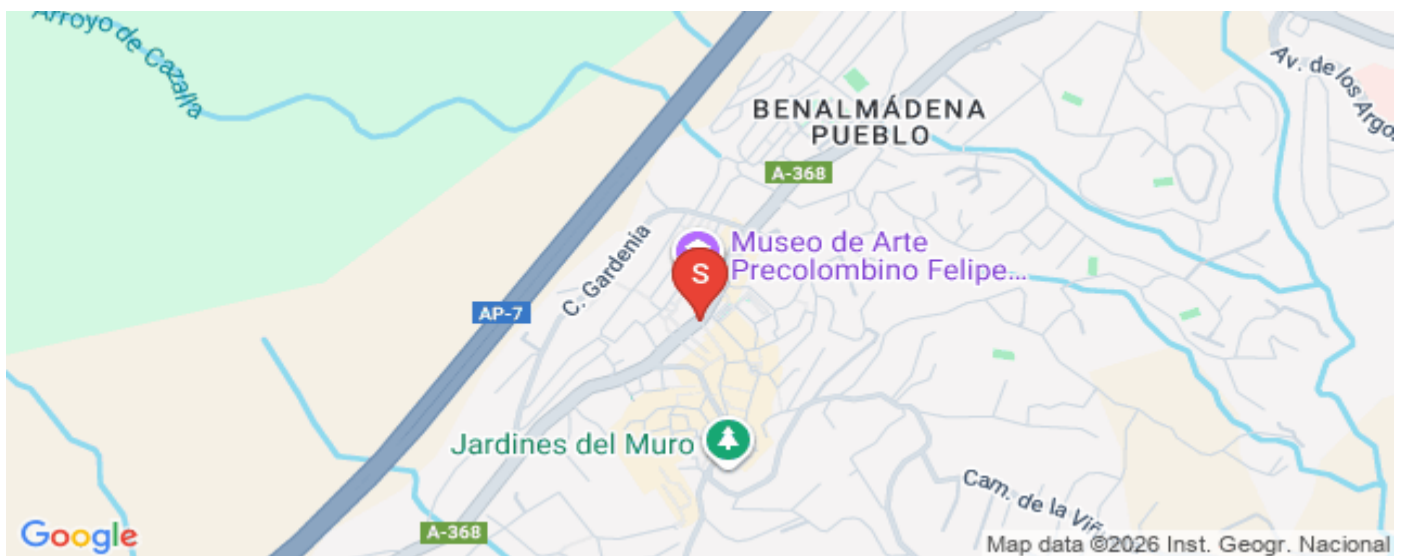 Arroyo de Cazalla
BENALMÁDENA
PUEBLO
Av. de los Argo
A-368
C. Gardenia
Museo de Arte
Precolombino Felipe...
S
AP-7
Jardines del Muro
Cam. de la Viñ
A-368
Google
Map data ©2026 Inst. Geogr. Nacional